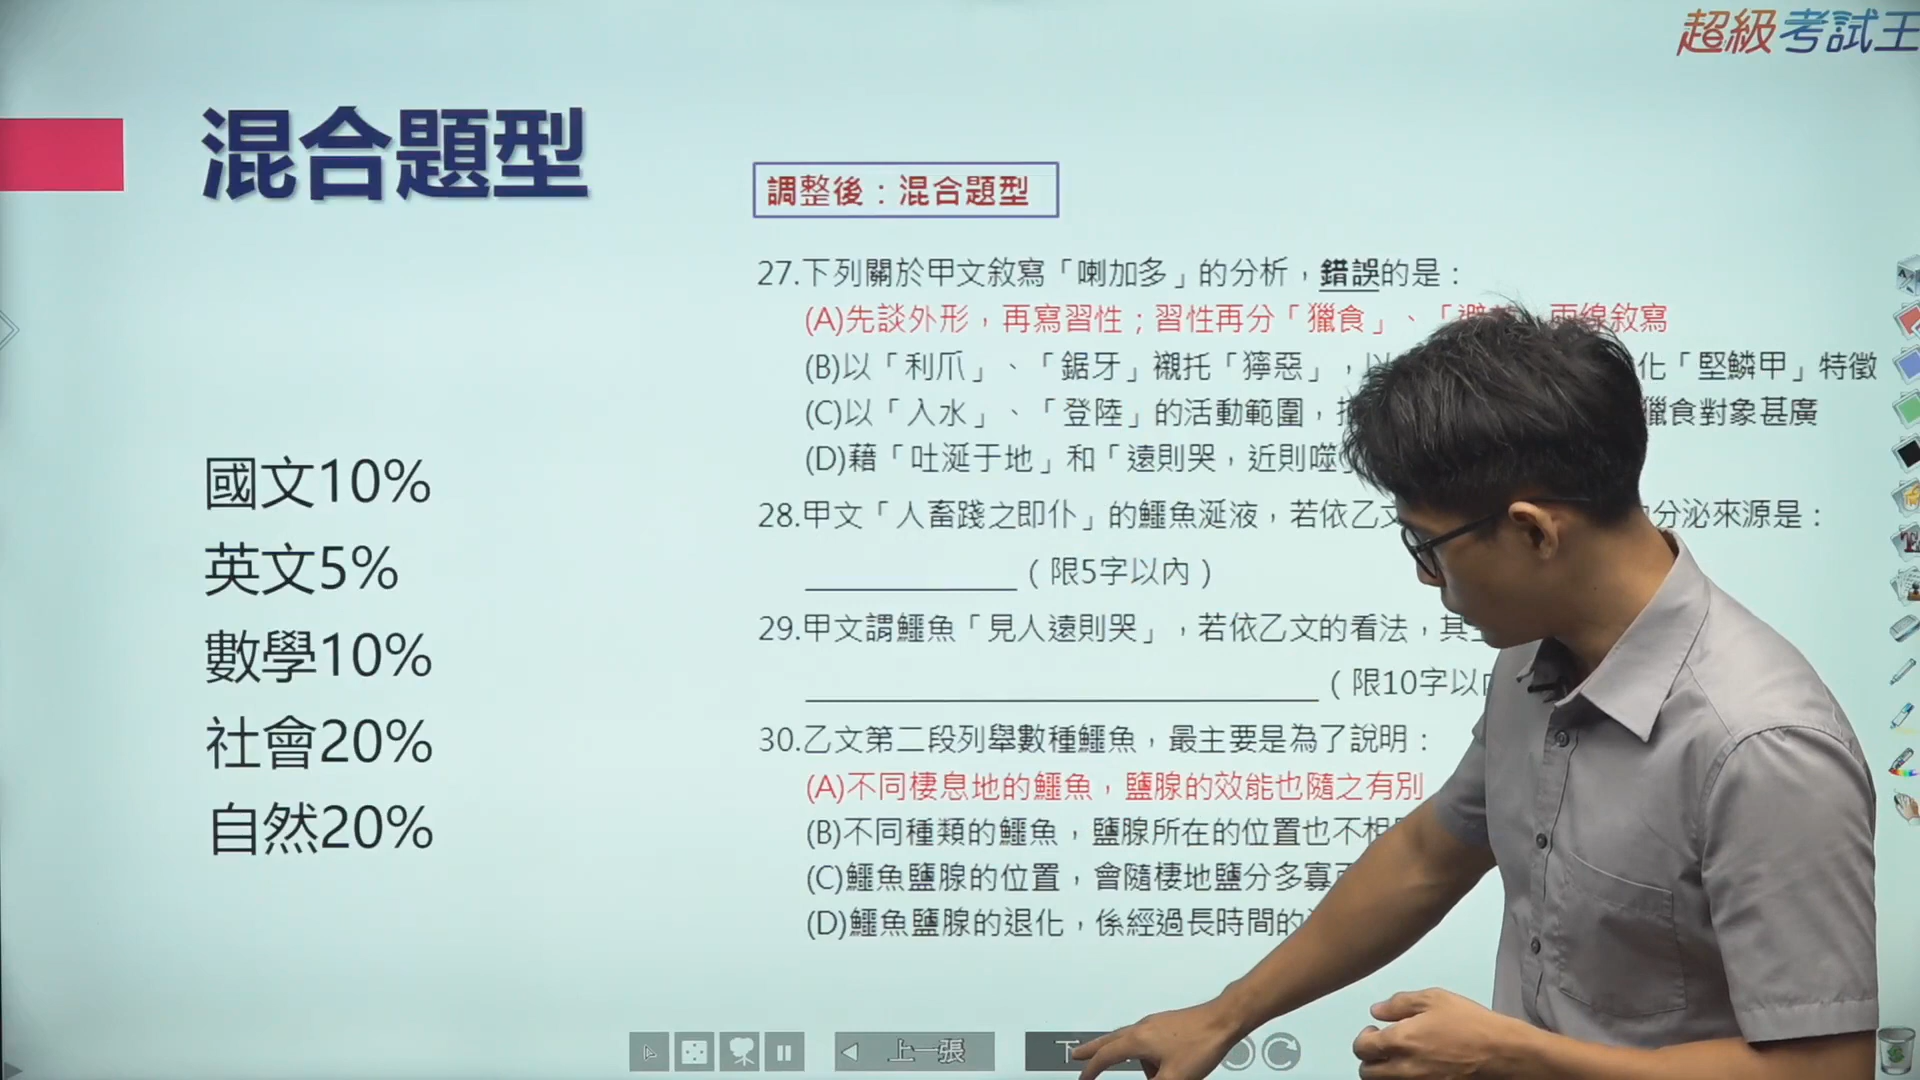 超級考試王
混合題型
調整後：混合題型
27.下列關於甲文敘寫「喇加多」的分析，錯誤的是：
(A)先談外形，再寫習性；習性再分「獵食」、「避 兩線敘寫
(B)以「利爪」、「鋸牙」襯托「獰惡」，以 化「堅鱗甲」特徵
(C)以「入水」、「登陸」的活動範圍， 獵食對象甚廣
(D)藉「吐涎于地」和「遠則哭，近則噬
28.甲文「人畜踐之即仆」的鱷魚涎液，若依乙文 分泌來源是：
（限5字以內）
29.甲文謂鱷魚「見人遠則哭」，若依乙文的看法，其
（限10字以內
30.乙文第二段列舉數種鱷魚，最主要是為了說明：
(A)不同棲息地的鱷魚，鹽腺的效能也隨之有別
(B)不同種類的鱷魚，鹽腺所在的位置也不相
(C)鱷魚鹽腺的位置，會隨棲地鹽分多寡
(D)鱷魚鹽腺的退化，係經過長時間的
國文10%
英文5%
數學10%
社會20%
自然20%
上一張
下